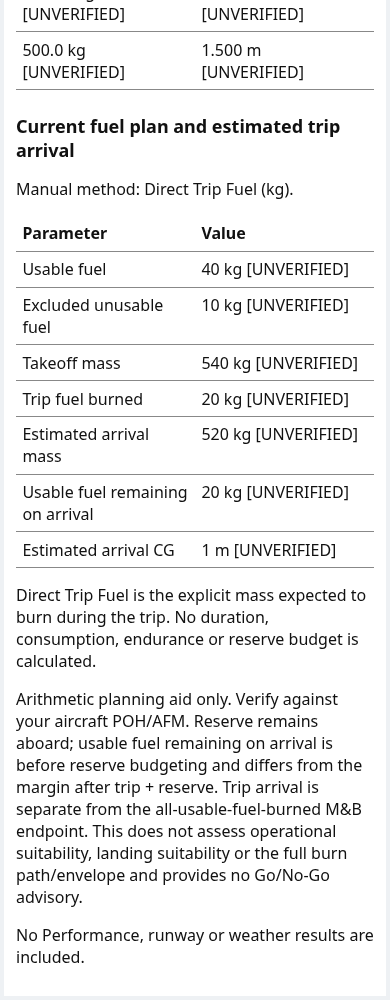 [UNVERIFIED] [UNVERIFIED]
500.0 kg 1.500 m
[UNVERIFIED] [UNVERIFIED]
Current fuel plan and estimated trip
arrival
Manual method: Direct Trip Fuel (kg).
Parameter Value
Usable fuel 40 kg [UNVERIFIED]
Excluded unusable 10 kg [UNVERIFIED]
fuel
Takeoff mass 540 kg [UNVERIFIED]
Trip fuel burned 20 kg [UNVERIFIED]
Estimated arrival 520 kg [UNVERIFIED]
mass
Usable fuel remaining 20 kg [UNVERIFIED]
on arrival
Estimated arrival CG 1 m [UNVERIFIED]
Direct Trip Fuel is the explicit mass expected to
burn during the trip. No duration,
consumption, endurance or reserve budget is
calculated.
Arithmetic planning aid only. Verify against
your aircraft POH/AFM. Reserve remains
aboard; usable fuel remaining on arrival is
before reserve budgeting and differs from the
margin after trip + reserve. Trip arrival is
separate from the all-usable-fuel-burned M&B
endpoint. This does not assess operational
suitability, landing suitability or the full burn
path/envelope and provides no Go/No-Go
advisory.
No Performance, runway or weather results are
included.